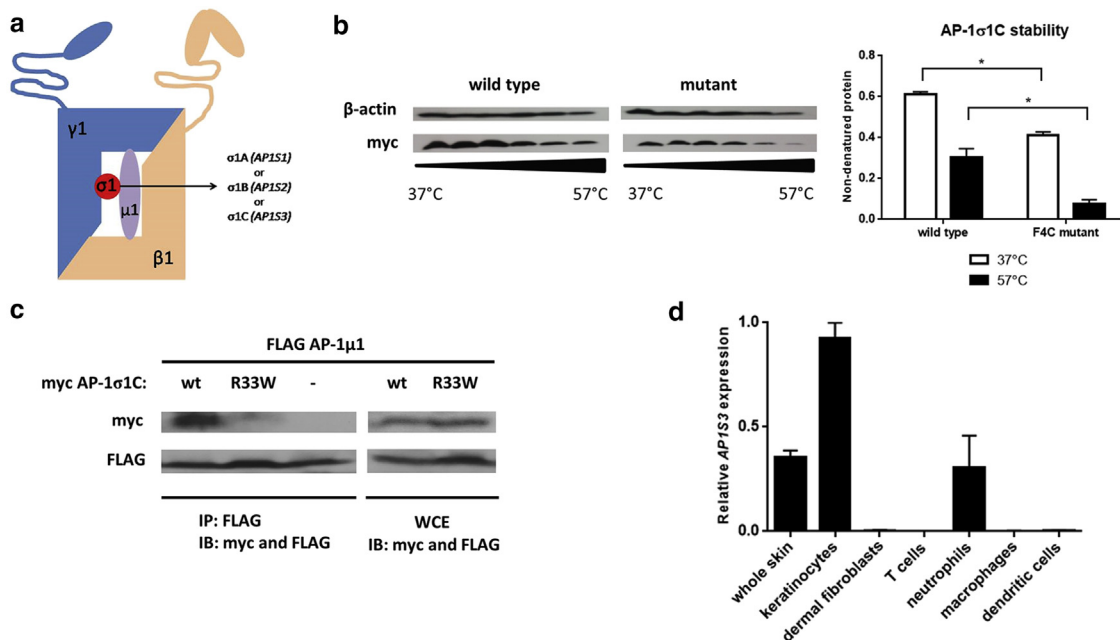 a
γ1
σ1
μ1
β1
σ1A (AP1S1)
or
σ1B (AP1S2)
or
σ1C (AP1S3)
b
wild type
mutant
β-actin
myc
37°C
57°C
37°C
57°C
AP-1σ1C stability
Non-denatured protein
0.8
0.6
0.4
0.2
0.0
*
*
wild type
F4C mutant
37°C
57°C
c
FLAG AP-1μ1
myc AP-1σ1C: wt R33W - wt R33W
myc
FLAG
IP: FLAG
IB: myc and FLAG
WCE
IB: myc and FLAG
d
Relative AP1S3 expression
1.0
0.5
0.0
whole skin
keratinocytes
dermal fibroblasts
T cells
neutrophils
macrophages
dendritic cells